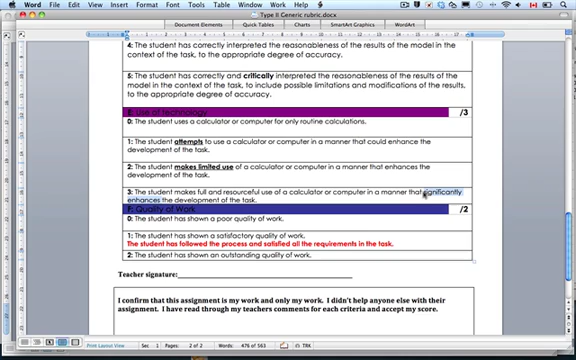 Word File Edit View Insert Format Font Tools Table Window Work Help
Type II Generic rubric.docx
Document Elements Quick Tables Charts SmartArt Graphics WordArt
4: The student has correctly interpreted the reasonableness of the results of the model in the
context of the task, to the appropriate degree of accuracy.
5: The student has correctly and critically interpreted the reasonableness of the results of the
model in the context of the task, to include possible limitations and modifications of the results,
to the appropriate degree of accuracy.
E: Use of technology /3
0: The student uses a calculator or computer for only routine calculations.
1: The student attempts to use a calculator or computer in a manner that could enhance the
development of the task.
2: The student makes limited use of a calculator or computer in a manner that enhances the
development of the task.
3: The student makes full and resourceful use of a calculator or computer in a manner that significantly
enhances the development of the task.
F: Quality of Work /2
0: The student has shown a poor quality of work.
1: The student has shown a satisfactory quality of work.
The student has followed the process and satisfied all the requirements in the task.
2: The student has shown an outstanding quality of work.
Teacher signature:
I confirm that this assignment is my work and only my work. I didn't help anyone else with their
assignment. I have read through my teachers comments for each criteria and accept my score.
Print Layout View Sec 1 Pages: 2 of 2 Words: 476 of 563 TRK